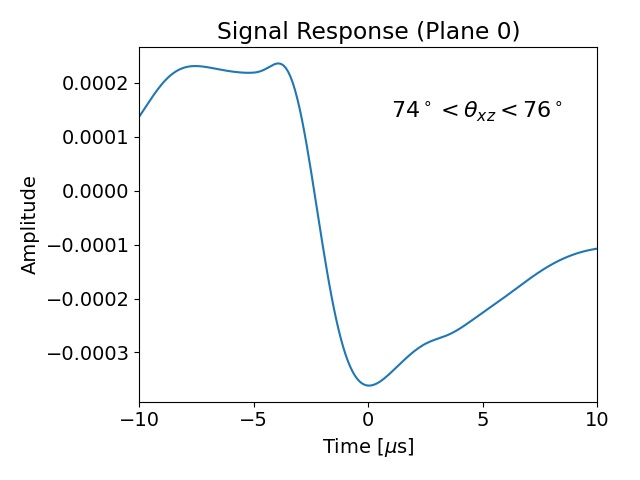 Signal Response (Plane 0)
74° < θxz < 76°
Amplitude
0.0002
0.0001
0.0000
−0.0001
−0.0002
−0.0003
−10
−5
0
5
10
Time [μs]